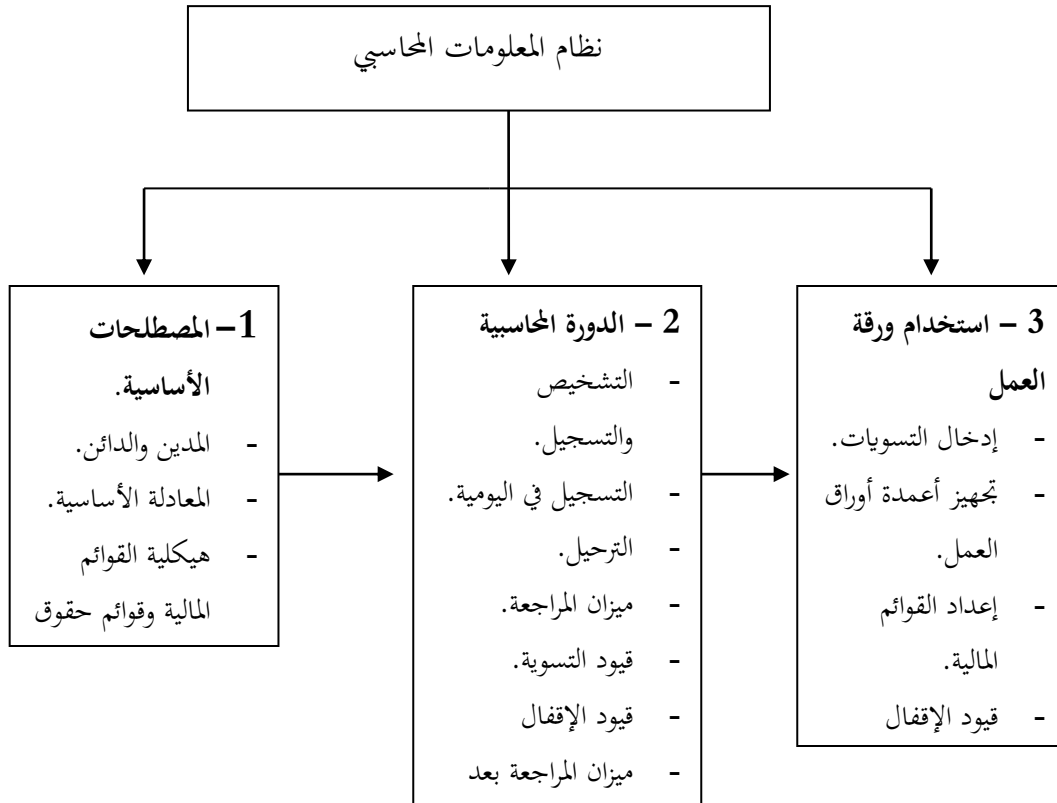 نظام المعلومات المحاسبي
1– المصطلحات
الأساسية.
- المدين والدائن.
- المعادلة الأساسية.
- هيكلية القوائم
المالية وقوائم حقوق
2 – الدورة المحاسبية
- التشخيص
والتسجيل.
- التسجيل في اليومية.
- الترحيل.
- ميزان المراجعة.
- قيود التسوية.
- قيود الإقفال
- ميزان المراجعة بعد
3 – استخدام ورقة
العمل
- إدخال التسويات.
- تجهيز أعمدة أوراق
العمل.
- إعداد القوائم
المالية.
- قيود الإقفال